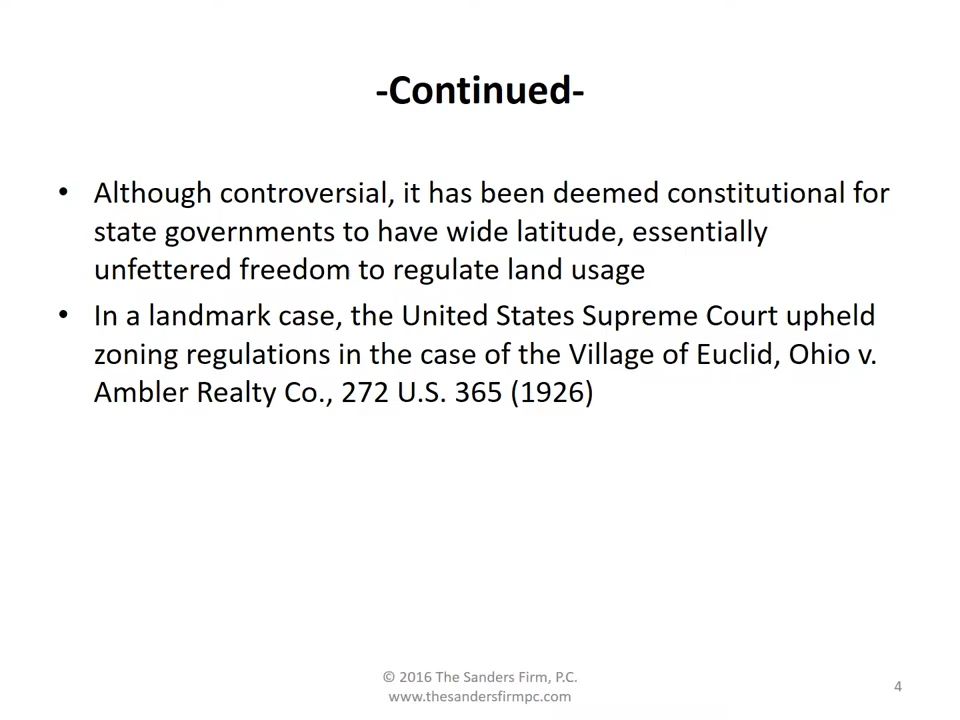 -Continued-
• Although controversial, it has been deemed constitutional for
state governments to have wide latitude, essentially
unfettered freedom to regulate land usage
• In a landmark case, the United States Supreme Court upheld
zoning regulations in the case of the Village of Euclid, Ohio v.
Ambler Realty Co., 272 U.S. 365 (1926)
© 2016 The Sanders Firm, P.C.
www.thesandersfirmpc.com
4